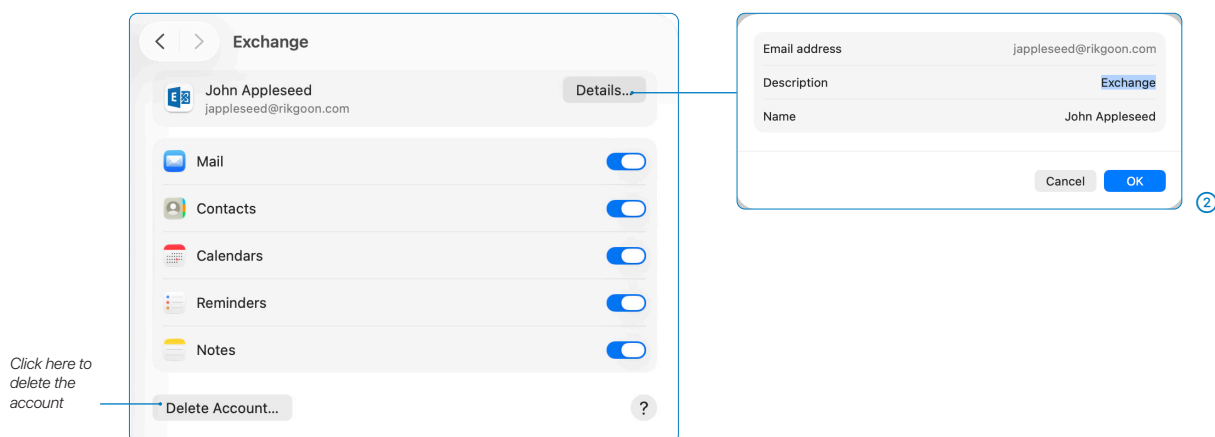 Exchange
John Appleseed
jappleseed@rikgoon.com
Details...
Mail
Contacts
Calendars
Reminders
Notes
Click here to
delete the
account
Delete Account...
?
Email address jappleseed@rikgoon.com
Description Exchange
Name John Appleseed
Cancel OK
2